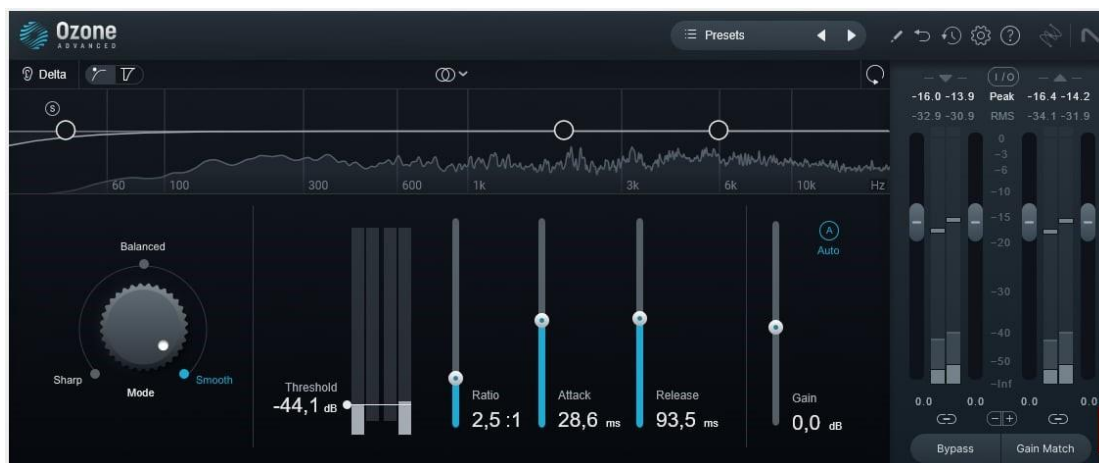 Ozone
ADVANCED
Presets
Delta
S
60 100 300 600 1k 3k 6k 10k Hz
Balanced
Sharp
Smooth
Mode
Threshold
-44,1 dB
Ratio
2,5 :1
Attack
28,6 ms
Release
93,5 ms
A
Auto
Gain
0,0 dB
I/O
-16.0 -13.9 Peak -16.4 -14.2
-32.9 -30.9 RMS -34.1 -31.9
0
-3
-6
-10
-15
-20
-30
-40
-50
-Inf
0.0 0.0 0.0 0.0
Bypass Gain Match